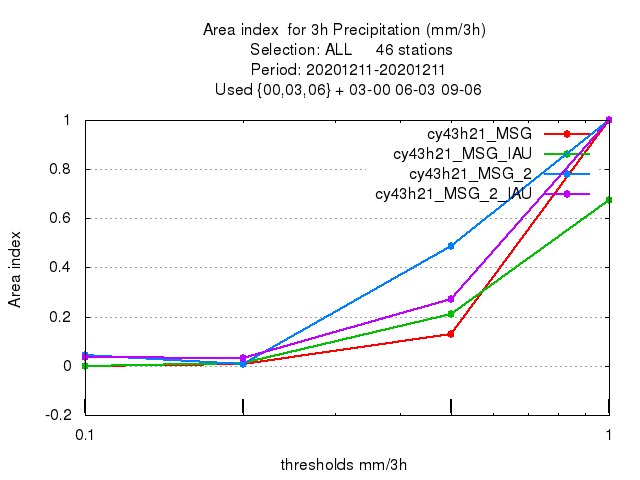 Area index  for 3h Precipitation (mm/3h)
Selection: ALL     46 stations
Period: 20201211-20201211
Used {00,03,06} + 03-00 06-03 09-06
cy43h21_MSG
cy43h21_MSG_IAU
cy43h21_MSG_2
cy43h21_MSG_2_IAU
Area index
1
0.8
0.6
0.4
0.2
0
-0.2
0.1
1
thresholds mm/3h